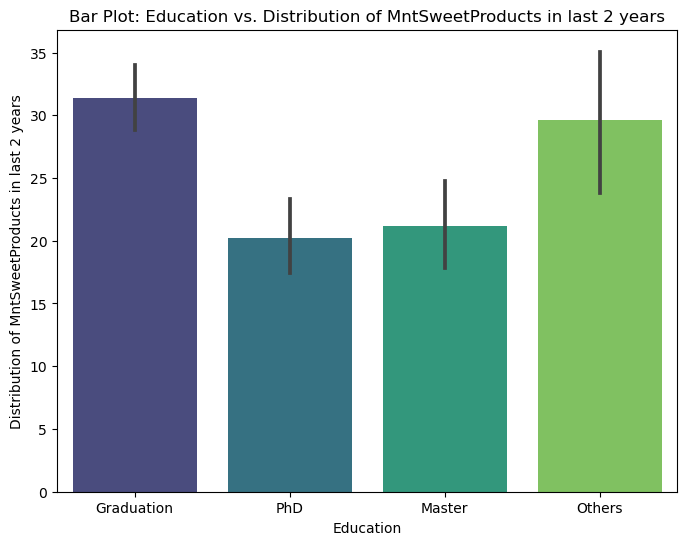 Bar Plot: Education vs. Distribution of MntSweetProducts in last 2 years
Distribution of MntSweetProducts in last 2 years
35
30
25
20
15
10
5
0
Graduation PhD Master Others
Education